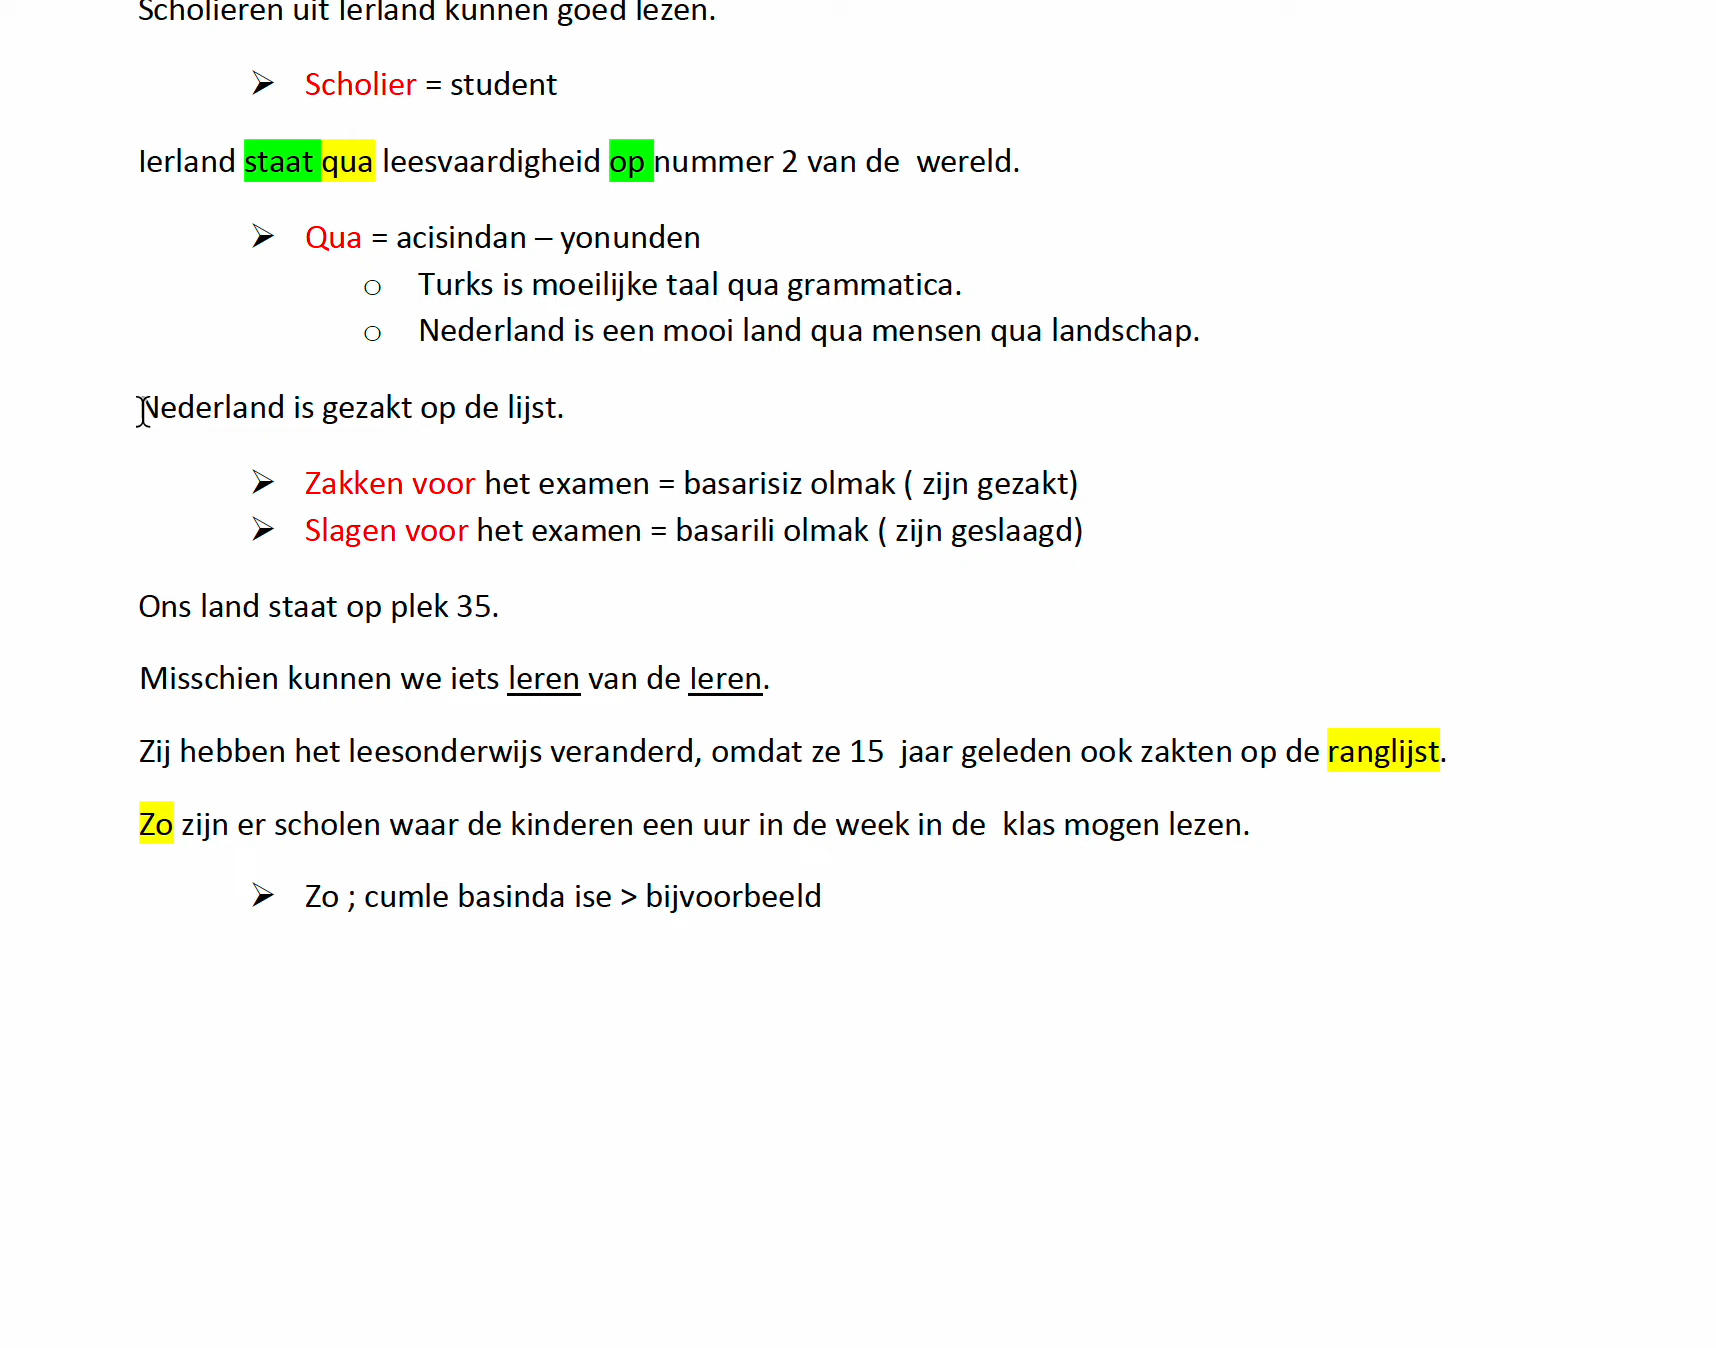 Scholieren uit Ierland kunnen goed lezen.
➢ Scholier = student
Ierland staat qua leesvaardigheid op nummer 2 van de  wereld.
➢ Qua = acisindan – yonunden
o Turks is moeilijke taal qua grammatica.
o Nederland is een mooi land qua mensen qua landschap.
Nederland is gezakt op de lijst.
➢ Zakken voor het examen = basarisiz olmak ( zijn gezakt)
➢ Slagen voor het examen = basarili olmak ( zijn geslaagd)
Ons land staat op plek 35.
Misschien kunnen we iets leren van de Ieren.
Zij hebben het leesonderwijs veranderd, omdat ze 15  jaar geleden ook zakten op de ranglijst.
Zo zijn er scholen waar de kinderen een uur in de week in de  klas mogen lezen.
➢ Zo ; cumle basinda ise > bijvoorbeeld